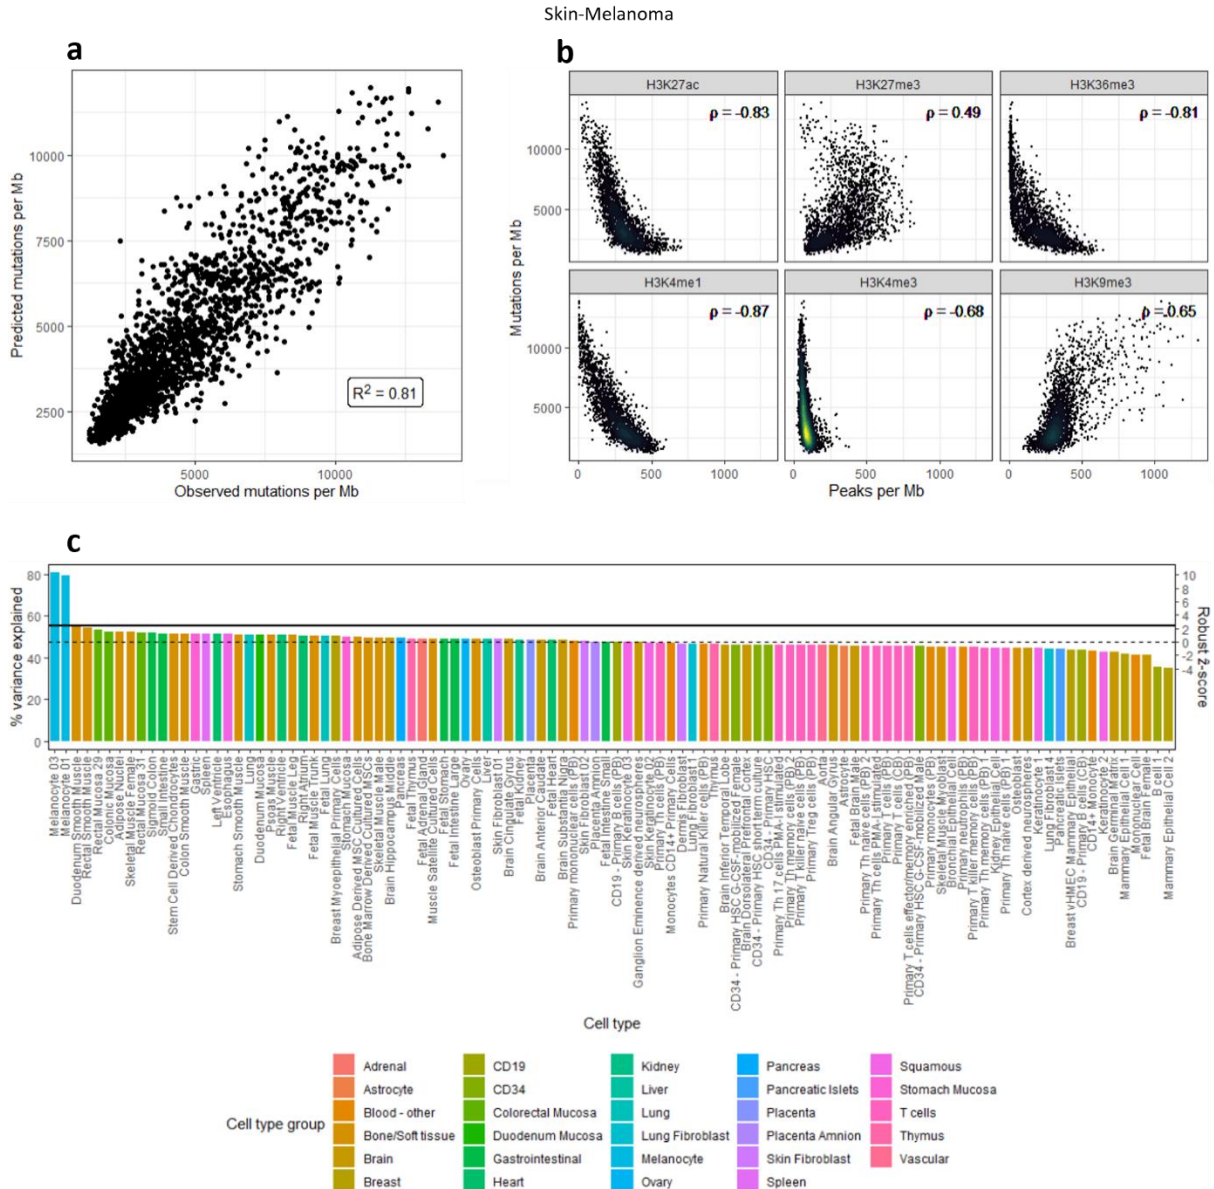 Skin-Melanoma
a
Predicted mutations per Mb
10000
7500
5000
2500
R² = 0.81
5000
10000
Observed mutations per Mb
b
Mutations per Mb
H3K27ac
H3K27me3
H3K36me3
ρ = -0.83
ρ = 0.49
ρ = -0.81
10000
5000
H3K4me1
H3K4me3
H3K9me3
ρ = -0.87
ρ = -0.68
ρ = 0.65
10000
5000
0
500
1000
0
500
1000
0
500
1000
Peaks per Mb
c
% variance explained
80
60
40
20
0
10
8
6
4
2
0
-2
-4
Robust z-score
Melanocyte 03
Melanocyte 01
Duodenum Smooth Muscle
Rectal Smooth Muscle
Rectal Mucosa 29
Colonic Mucosa
Adipose Nuclei
Skeletal Muscle Female
Rectal Mucosa 31
Sigmoid Colon
Small Intestine
Stem Cell Derived Chondrocytes
Colon Smooth Muscle
Gastric
Spleen
Left Ventricle
Esophagus
Stomach Smooth Muscle
Lung
Duodenum Mucosa
Psoas Muscle
Right Ventricle
Fetal Muscle Leg
Right Atrium
Fetal Muscle Trunk
Fetal Lung
Breast Myoepithelial Primary Cells
Stomach Mucosa
Adipose Derived MSC Cultured Cells
Bone Marrow Derived Cultured MSCs
Skeletal Muscle Male
Brain Hippocampus Middle
Pancreas
Fetal Thymus
Fetal Adrenal Gland
Muscle Satellite Cultured Cells
Fetal Stomach
Fetal Intestine Large
Ovary
Osteoblast Primary Cells
Liver
Skin Fibroblast 01
Brain Cingulate Gyrus
Fetal Kidney
Placenta
Brain Anterior Caudate
Fetal Heart
Brain Substantia Nigra
Primary mononuclear cells (PB)
Skin Fibroblast 02
Placenta Amnion
Fetal Intestine Small
CD19 - Primary cells (PB)
Skin Keratinocyte 03
Ganglion Eminence derived neurospheres
Skin Keratinocyte 02
Primary T cells (PB)
Monocytes CD14+ Primary Cells
Dermis Fibroblast
Lung Fibroblast 1
Primary Natural Killer cells (PB)
Thymus
Brain Inferior Temporal Lobe
CD34 - Primary HSC G-CSF-mobilized Female
Brain Dorsolateral Prefrontal Cortex
CD34 - Primary HSC short term culture
CD34 - Primary HSC
Primary Th 17 cells PMA-I stimulated
Primary Th memory cells (PB) 2
Primary T killer naive cells (PB)
Primary Treg cells (PB)
Aorta
Brain Angular Gyrus
Astrocyte
Fetal Brain Male
Primary Th naive cells (PB) 2
Primary Th cells PMA-I stimulated
Primary Th cells (PB)
Primary T cells (CB)
Primary T cells effector/memory enriched (PB)
CD34 - Primary HSC G-CSF-mobilized Male
Primary monocytes (PB)
Skeletal Muscle Myoblast
Bronchial Epithelial Cell
Primary neutrophils (PB)
Primary T killer memory cells (PB)
Primary Th memory cells (PB) 1
Kidney Epithelial Cell
Primary Th naive cells (PB) 1
Osteoblast
Cortex derived neurospheres
Keratinocyte 1
Lung Fibroblast 4
Pancreatic Islets
Breast vHMEC Mammary Epithelial
CD19 - Primary cells (CB)
CD14+ Monocyte
Keratinocyte 2
Brain Germinal Matrix
Mammary Epithelial Cell 1
Mononuclear Cell
Fetal Brain Female
B cell 1
Mammary Epithelial Cell 2
Cell type
Cell type group
Adrenal
Astrocyte
Blood - other
Bone/Soft tissue
Brain
Breast
CD19
CD34
Colorectal Mucosa
Duodenum Mucosa
Gastrointestinal
Heart
Kidney
Liver
Lung
Lung Fibroblast
Melanocyte
Ovary
Pancreas
Pancreatic Islets
Placenta
Placenta Amnion
Skin Fibroblast
Spleen
Squamous
Stomach Mucosa
T cells
Thymus
Vascular